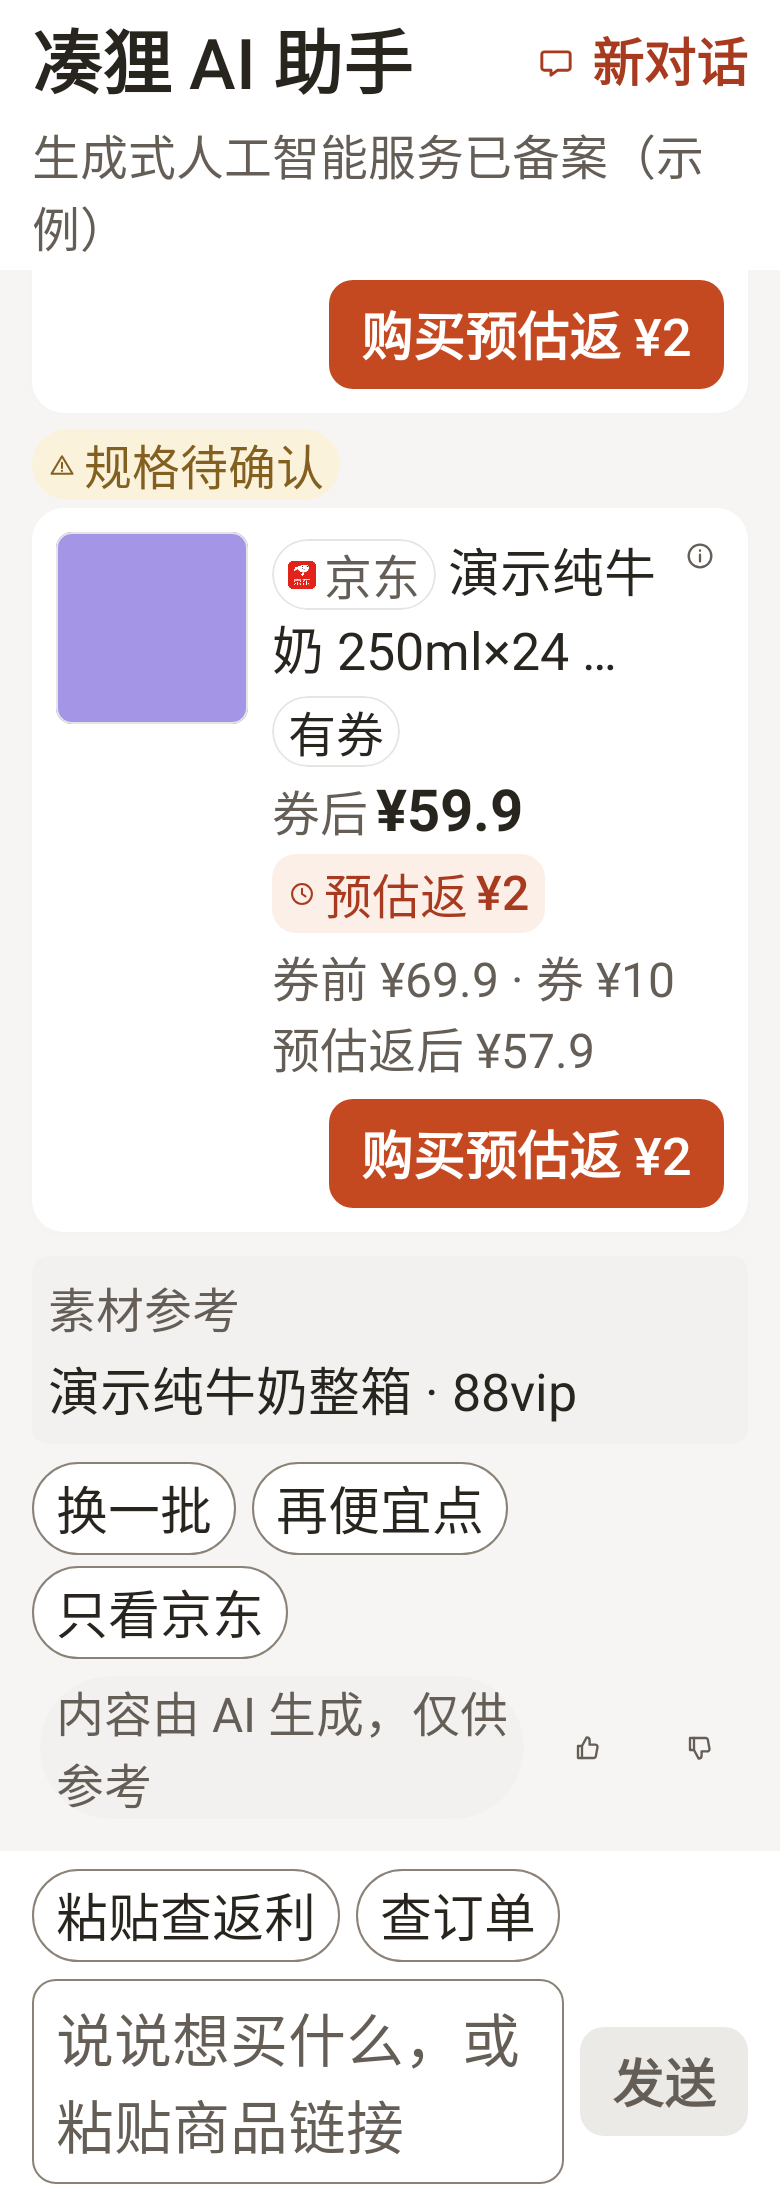 凑狸 AI 助手
新对话
生成式人工智能服务已备案（示
例）
购买预估返 ¥2
规格待确认
京东 演示纯牛
奶 250ml×24 ...
有券
券后 ¥59.9
预估返 ¥2
券前 ¥69.9 · 券 ¥10
预估返后 ¥57.9
购买预估返 ¥2
素材参考
演示纯牛奶整箱 · 88vip
换一批
再便宜点
只看京东
内容由 AI 生成，仅供
参考
粘贴查返利
查订单
说说想买什么，或
粘贴商品链接
发送